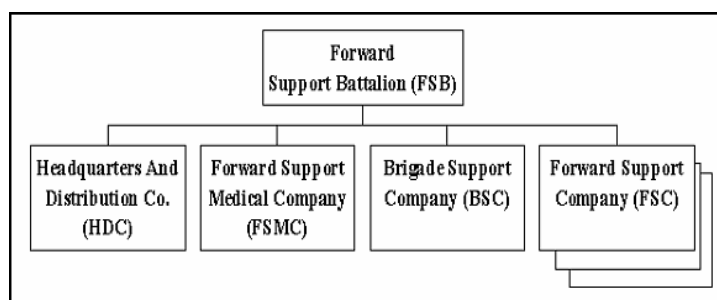 Forward
Support Battalion (FSB)
Headquarters And
Distribution Co.
(HDC)
Forward Support
Medical Company
(FSMC)
Brigade Support
Company (BSC)
Forward Support
Company (FSC)